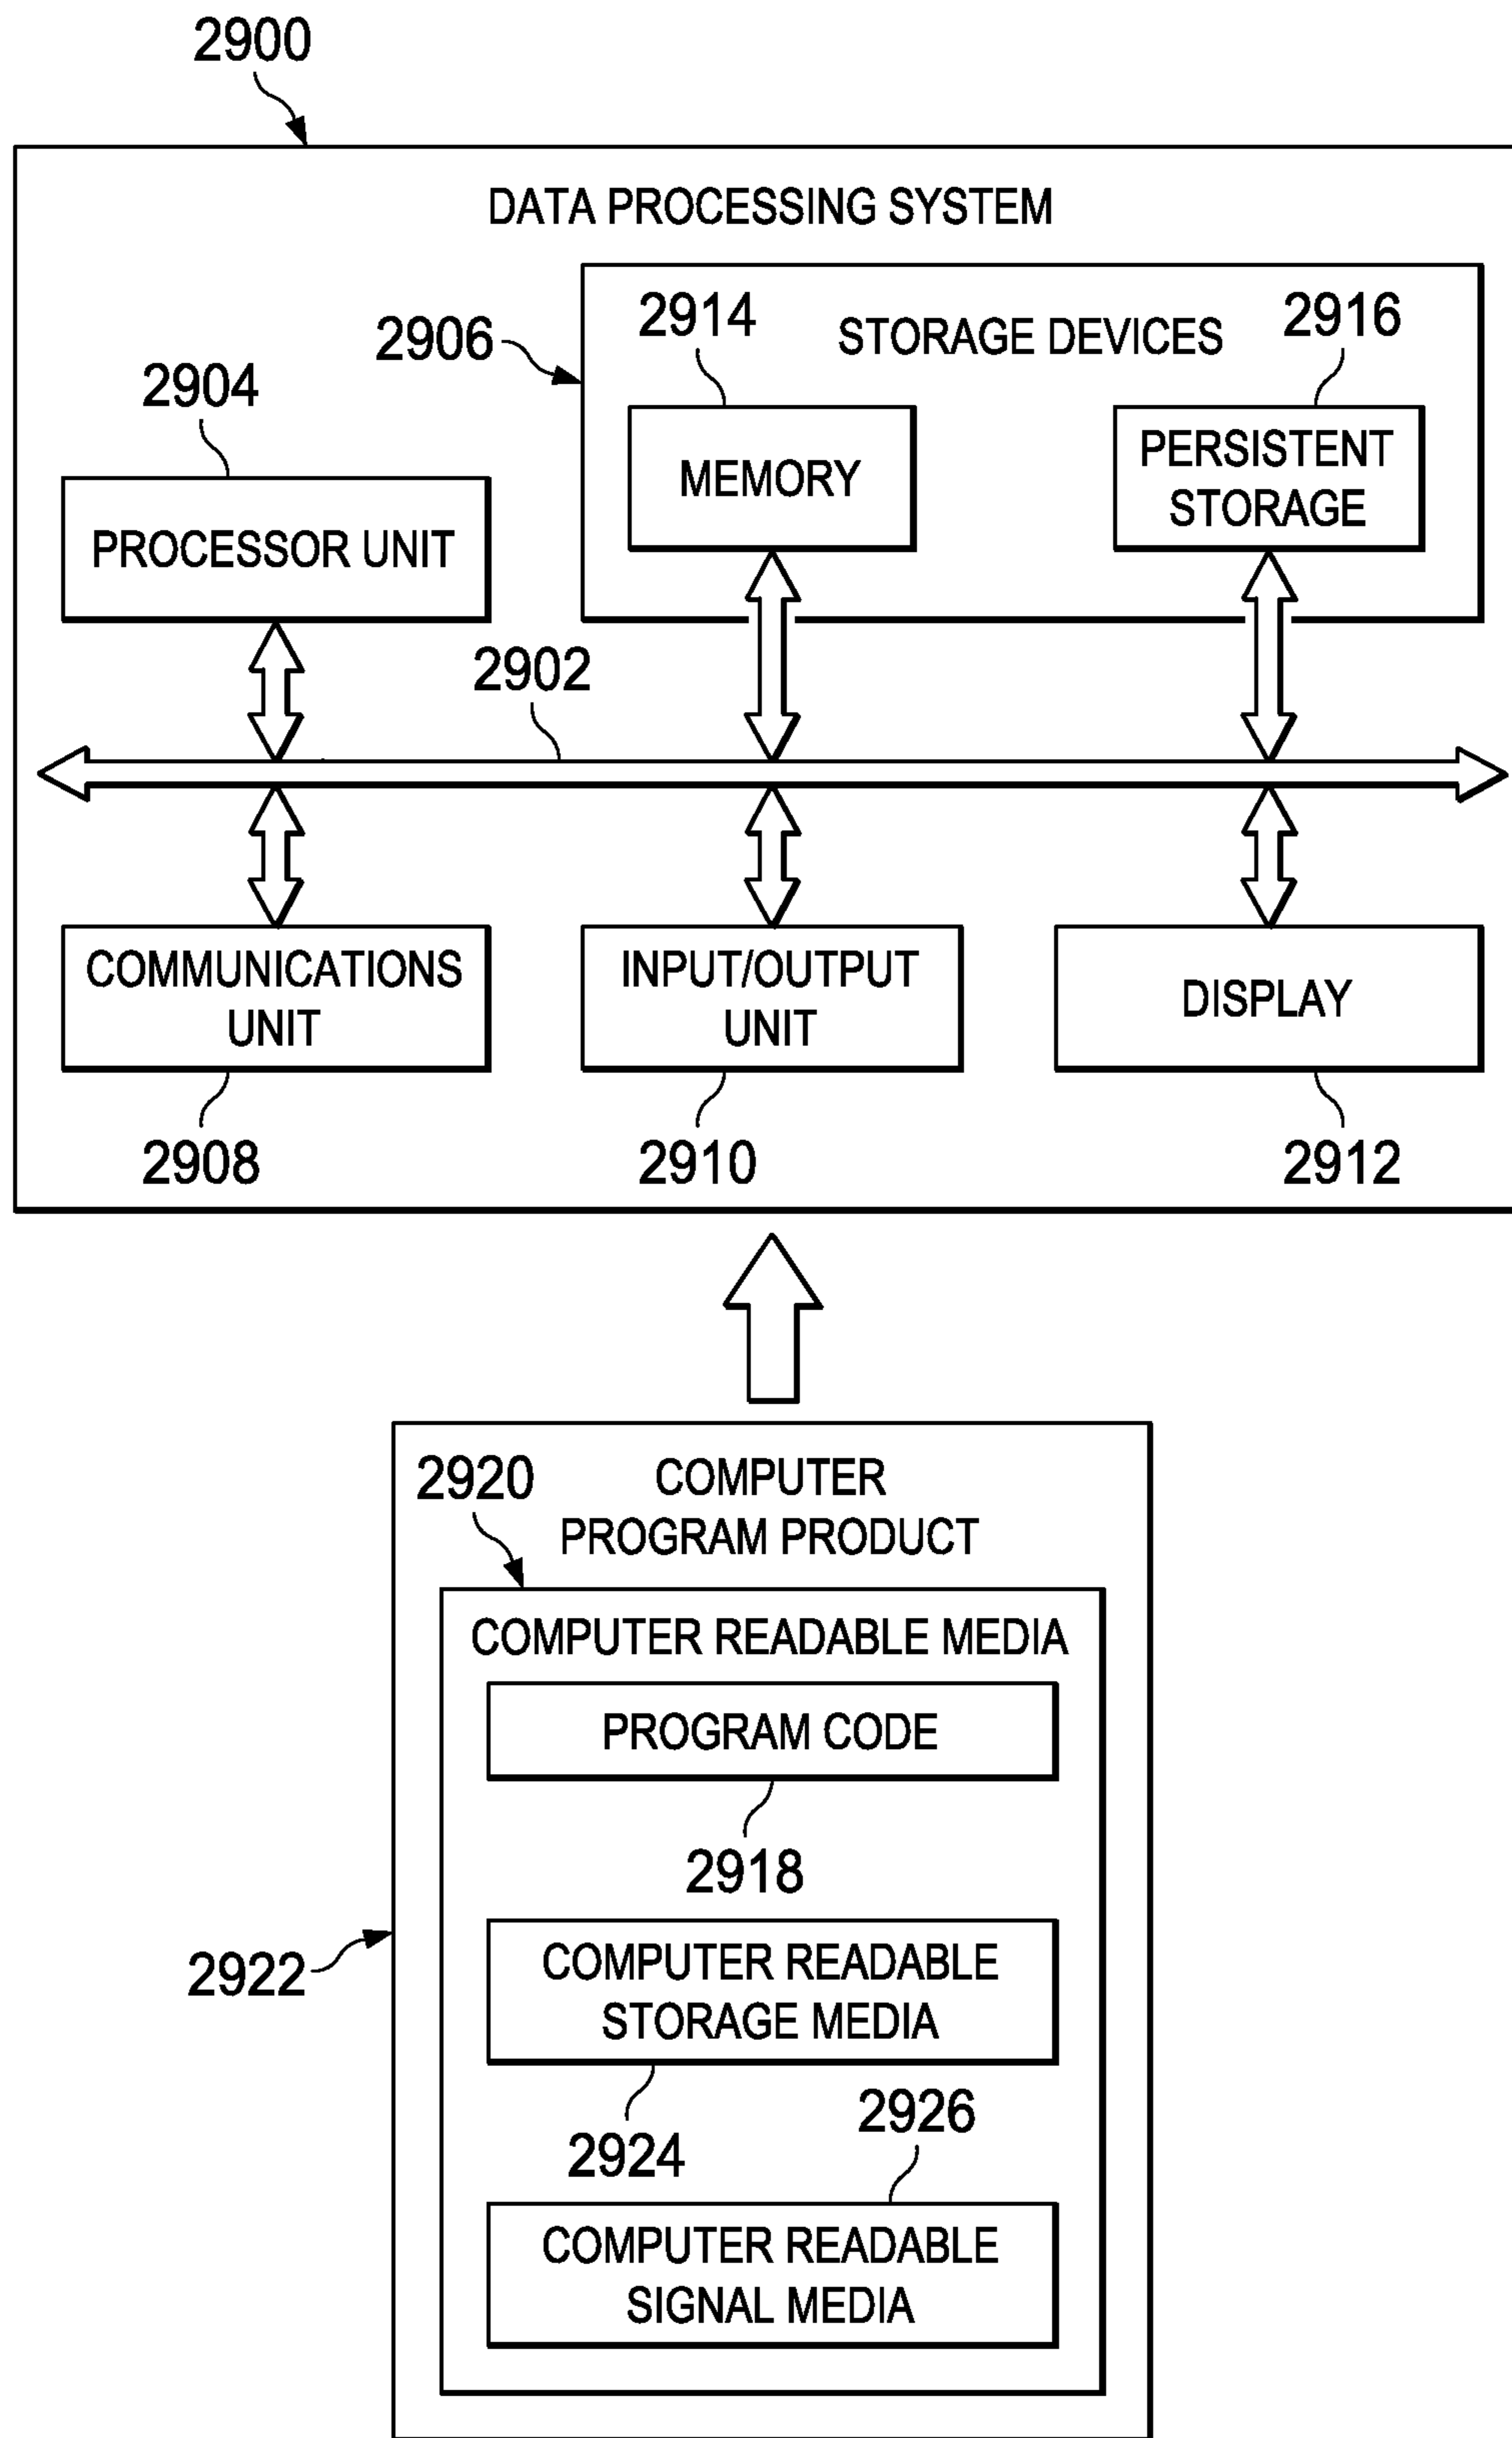 2900
DATA PROCESSING SYSTEM
2906
2914
STORAGE DEVICES
2916
2904
MEMORY
PERSISTENT
STORAGE
PROCESSOR UNIT
2902
COMMUNICATIONS
UNIT
INPUT/OUTPUT
UNIT
DISPLAY
2908
2910
2912
2920
COMPUTER
PROGRAM PRODUCT
COMPUTER READABLE MEDIA
PROGRAM CODE
2918
2922
COMPUTER READABLE
STORAGE MEDIA
2924
2926
COMPUTER READABLE
SIGNAL MEDIA